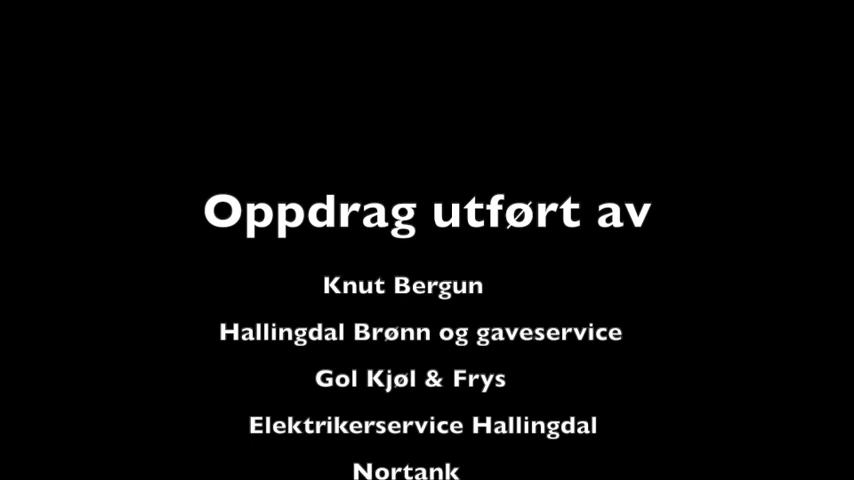 Oppdrag utført av
Knut Bergun
Hallingdal Brønn og gaveservice
Gol Kjøl & Frys
Elektrikerservice Hallingdal
Nortank